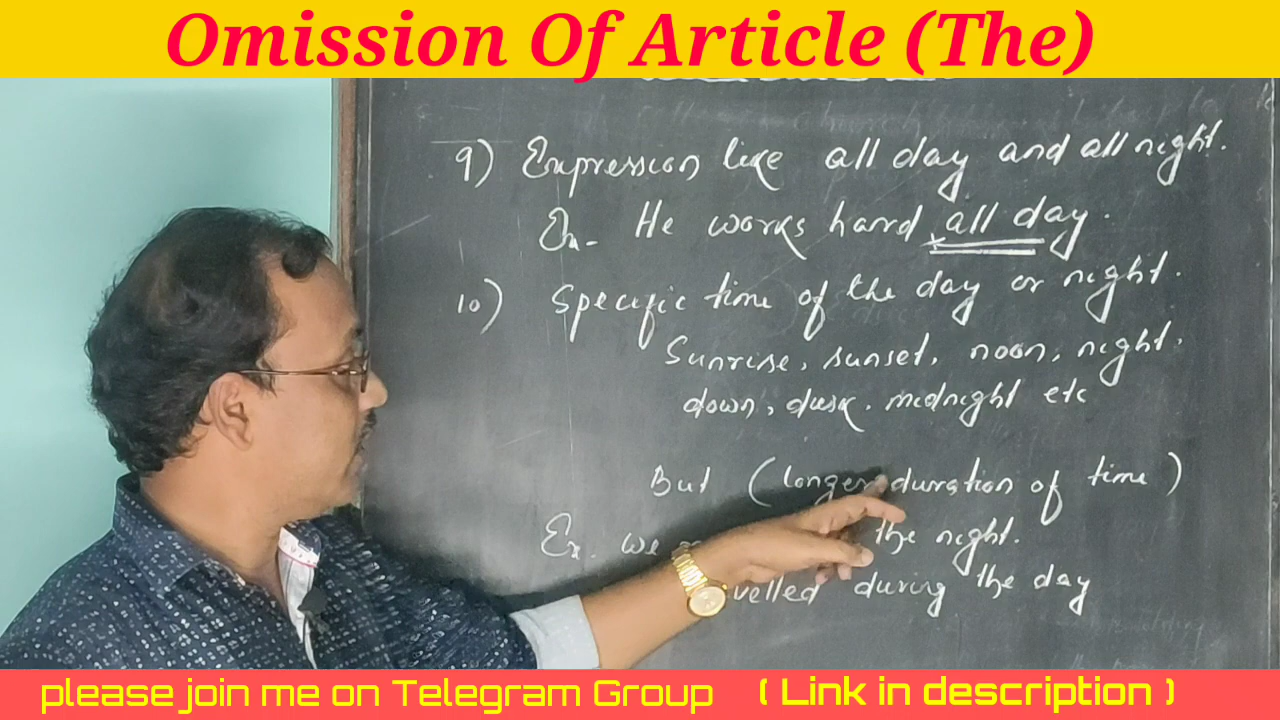 Omission Of Article (The)
9) Expression like all day and all night.
Ex- He works hard all day.
10) Specific time of the day or night.
Sunrise, sunset, noon, night.
down, dusk. midnight etc
But (longer duration of time)
Ex. we the night.
velled during the day
please join me on Telegram Group ( Link in description )